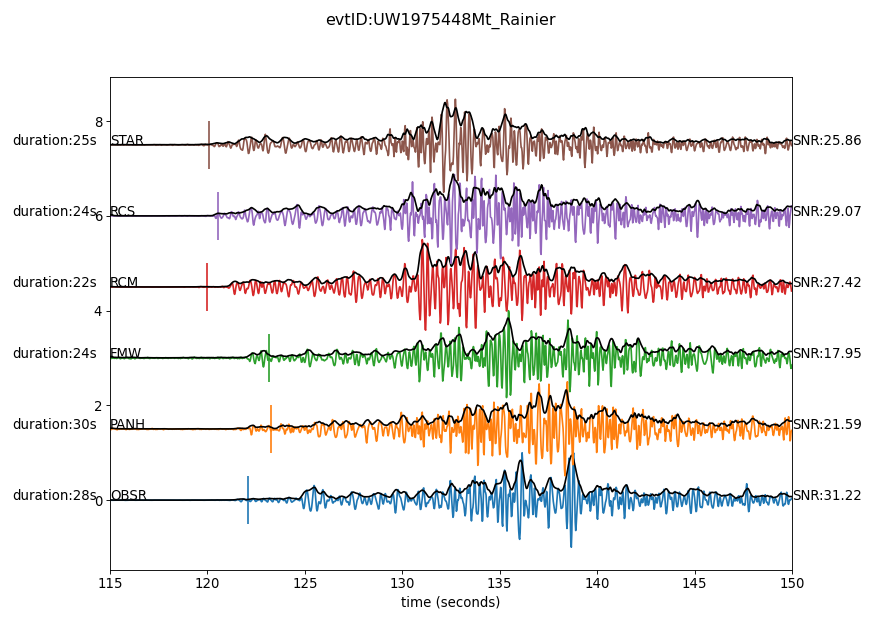 evtID:UW1975448Mt_Rainier
8
duration:25s STAR SNR:25.86
duration:24s RCS SNR:29.07
6
duration:22s RCM SNR:27.42
4
duration:24s FMW SNR:17.95
2
duration:30s PANH SNR:21.59
duration:28s OBSR SNR:31.22
0
115 120 125 130 135 140 145 150
time (seconds)